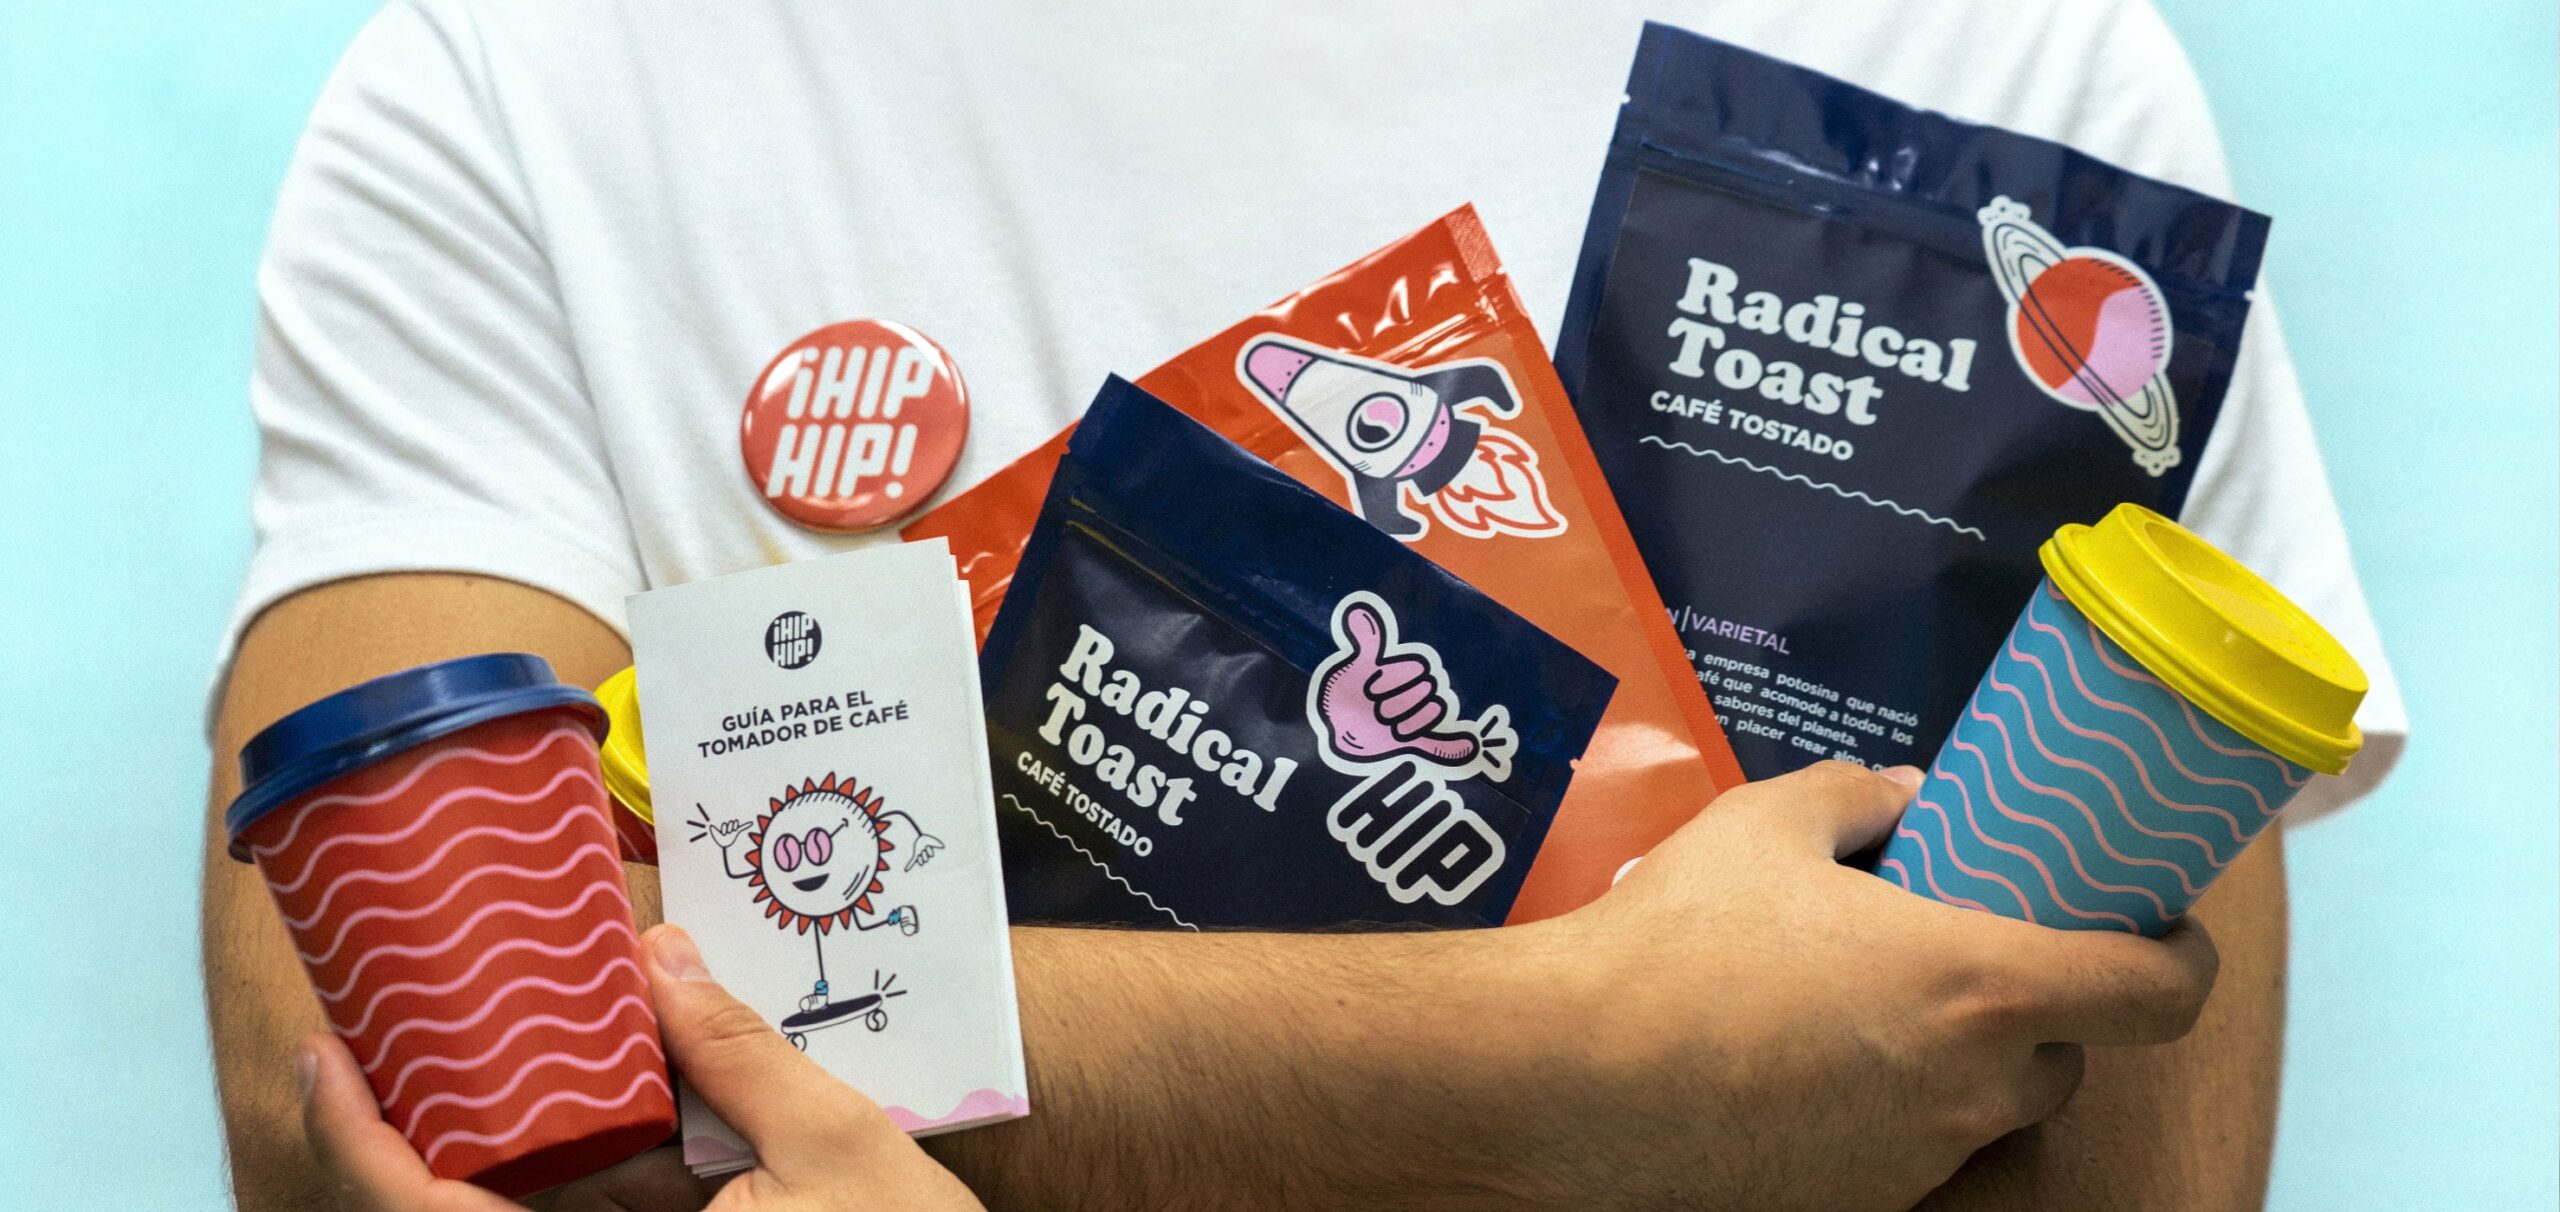 ¡HIP
HIP!
¡HIP
HIP!
GUÍA PARA EL
TOMADOR DE CAFÉ
Radical
Toast
CAFÉ TOSTADO
HIP
Radical
Toast
CAFÉ TOSTADO
VARIETAL
empresa potosina que nació
que acomode a todos los
sabores del planeta.
placer crear algo